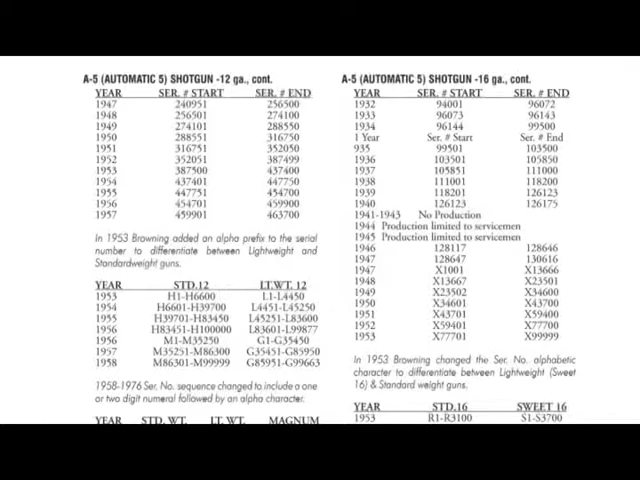 A-5 (AUTOMATIC 5) SHOTGUN -12 ga., cont.
YEAR SER. # START SER. # END
1947 240951 256500
1948 256501 274100
1949 274101 288550
1950 288551 316750
1951 316751 352050
1952 352051 387499
1953 387500 437400
1954 437401 447750
1955 447751 454700
1956 454701 459900
1957 459901 463700
In 1953 Browning added an alpha prefix to the serial
number to differentiate between Lightweight and
Standardweight guns.
YEAR STD.12 LT.WT. 12
1953 H1-H6600 L1-L4450
1954 H6601-H39700 L4451-L45250
1955 H39701-H83450 L45251-L83600
1956 H83451-H100000 L83601-L99877
1956 M1-M35250 G1-G35450
1957 M35251-M86300 G35451-G85950
1958 M86301-M99999 G85951-G99663
1958-1976 Ser. No. sequence changed to include a one
or two digit numeral followed by an alpha character.
YEAR STD. WT. LT. WT. MAGNUM
A-5 (AUTOMATIC 5) SHOTGUN -16 ga., cont.
YEAR SER. # START SER. # END
1932 94001 96072
1933 96073 96143
1934 96144 99500
1 Year Ser. # Start Ser. # End
935 99501 103500
1936 103501 105850
1937 105851 111000
1938 111001 118200
1939 118201 126123
1940 126123 126175
1941-1943 No Production
1944 Production limited to servicemen
1945 Production limited to servicemen
1946 128117 128646
1947 128647 130616
1947 X1001 X13666
1948 X13667 X23501
1949 X23502 X34600
1950 X34601 X43700
1951 X43701 X59400
1952 X59401 X77700
1953 X77701 X99999
In 1953 Browning changed the Ser. No. alphabetic
character to differentiate between Lightweight (Sweet
16) & Standard weight guns.
YEAR STD.16 SWEET 16
1953 R1-R3100 S1-S3700